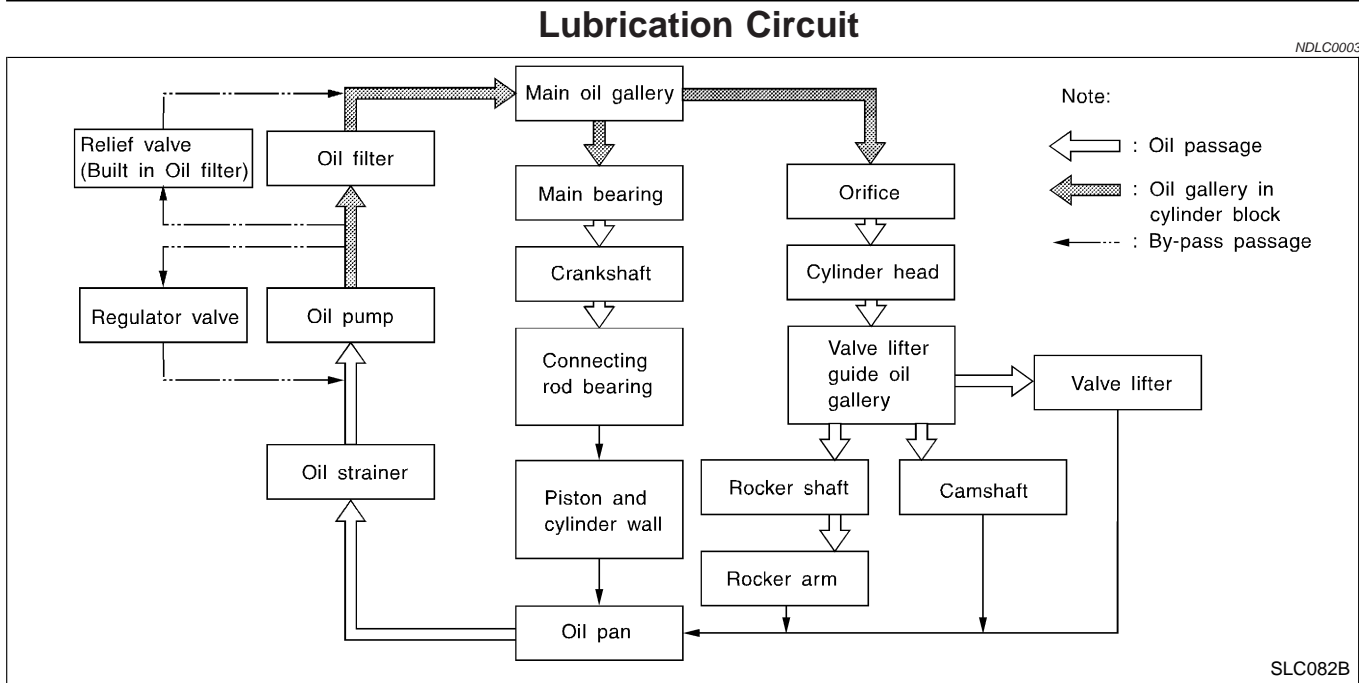 Lubrication Circuit
NDLC0003
Main oil gallery
Note:
Relief valve
(Built in Oil filter)
Oil filter
: Oil passage
Main bearing
Orifice
: Oil gallery in
cylinder block
: By-pass passage
Crankshaft
Cylinder head
Regulator valve
Oil pump
Connecting
rod bearing
Valve lifter
guide oil
gallery
Valve lifter
Oil strainer
Piston and
cylinder wall
Rocker shaft
Camshaft
Rocker arm
Oil pan
SLC082B